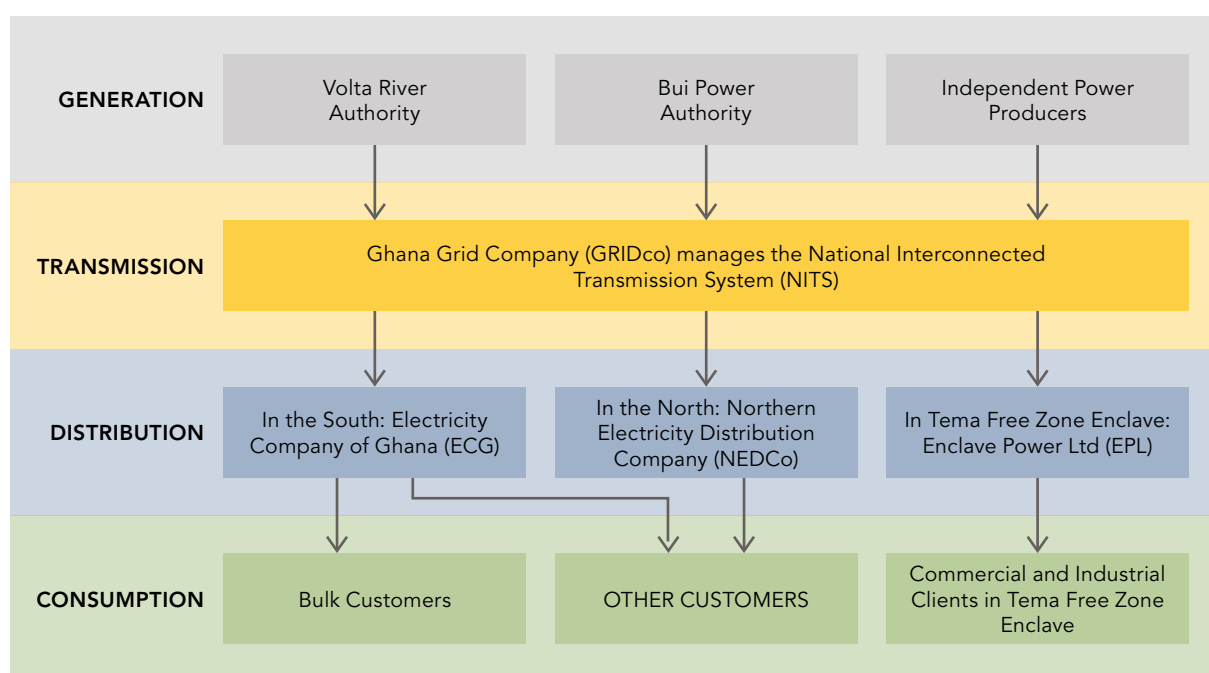 GENERATION
Volta River
Authority
Bui Power
Authority
Independent Power
Producers
TRANSMISSION
Ghana Grid Company (GRIDco) manages the National Interconnected
Transmission System (NITS)
DISTRIBUTION
In the South: Electricity
Company of Ghana (ECG)
In the North: Northern
Electricity Distribution
Company (NEDCo)
In Tema Free Zone Enclave:
Enclave Power Ltd (EPL)
CONSUMPTION
Bulk Customers
OTHER CUSTOMERS
Commercial and Industrial
Clients in Tema Free Zone
Enclave